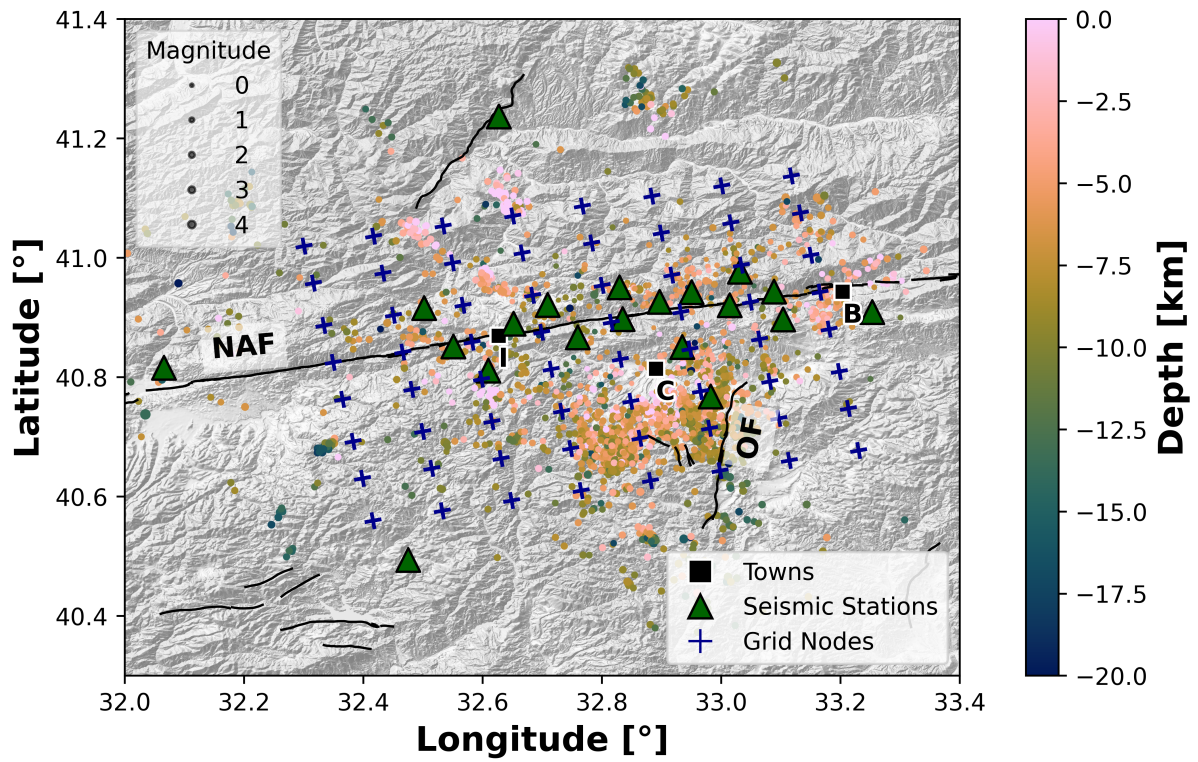 41.4
41.2
41.0
40.8
40.6
40.4
Latitude [°]
32.0
32.2
32.4
32.6
32.8
33.0
33.2
33.4
Longitude [°]
Magnitude
0
1
2
3
4
NAF
I
C
B
OF
Towns
Seismic Stations
Grid Nodes
0.0
−2.5
−5.0
−7.5
−10.0
−12.5
−15.0
−17.5
−20.0
Depth [km]